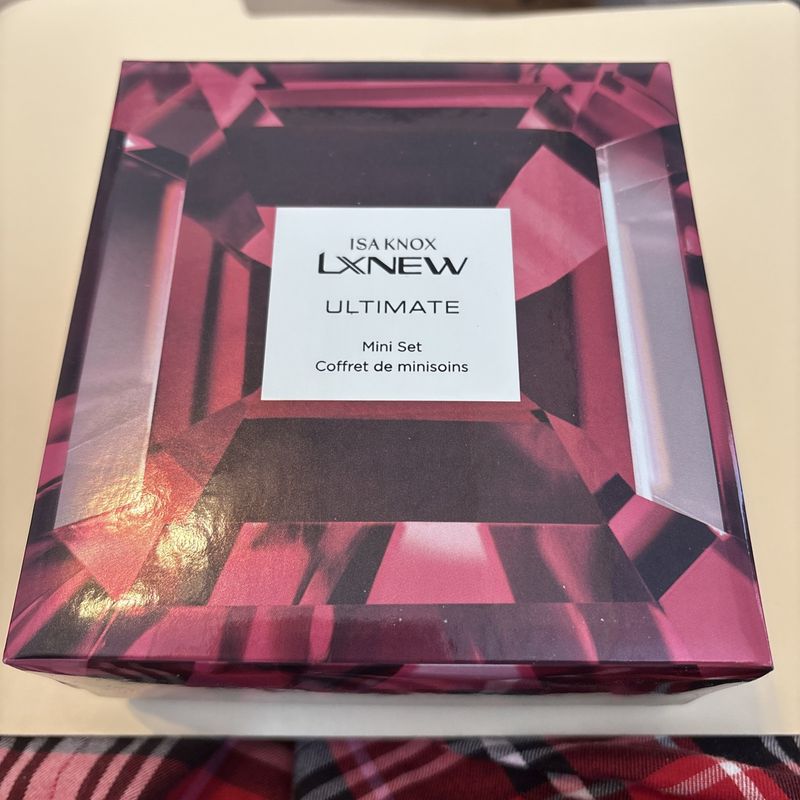 ISA KNOX
LXNEW
ULTIMATE
Mini Set
Coffret de minisoins